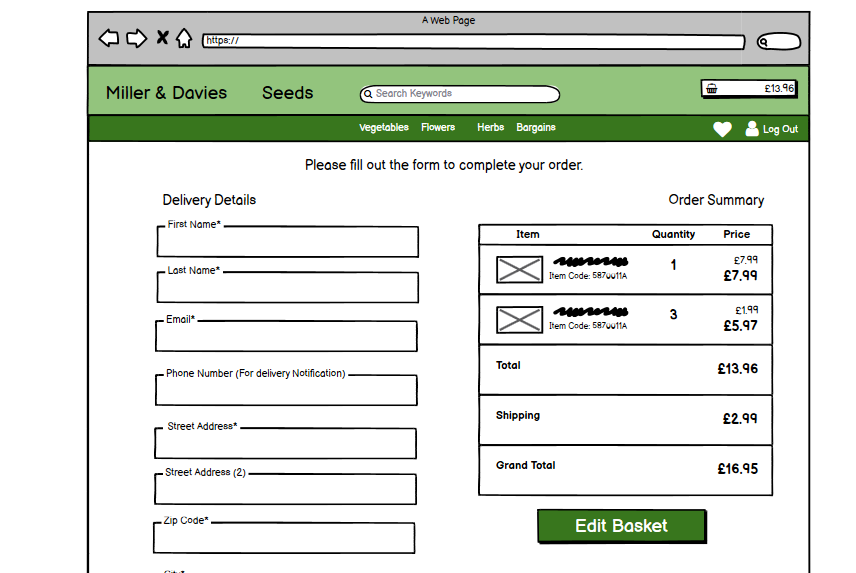 A Web Page
https://
Miller & Davies Seeds
Search Keywords
£13.96
Vegetables Flowers Herbs Bargains
Log Out
Please fill out the form to complete your order.
Delivery Details
First Name*
Last Name*
Email*
Phone Number (For delivery Notification)
Street Address*
Street Address (2)
Zip Code*
Order Summary
Item Quantity Price
1 £7.99
Item Code: 5870011A £7.99
3 £1.99
Item Code: 5870011A £5.97
Total £13.96
Shipping £2.99
Grand Total £16.95
Edit Basket